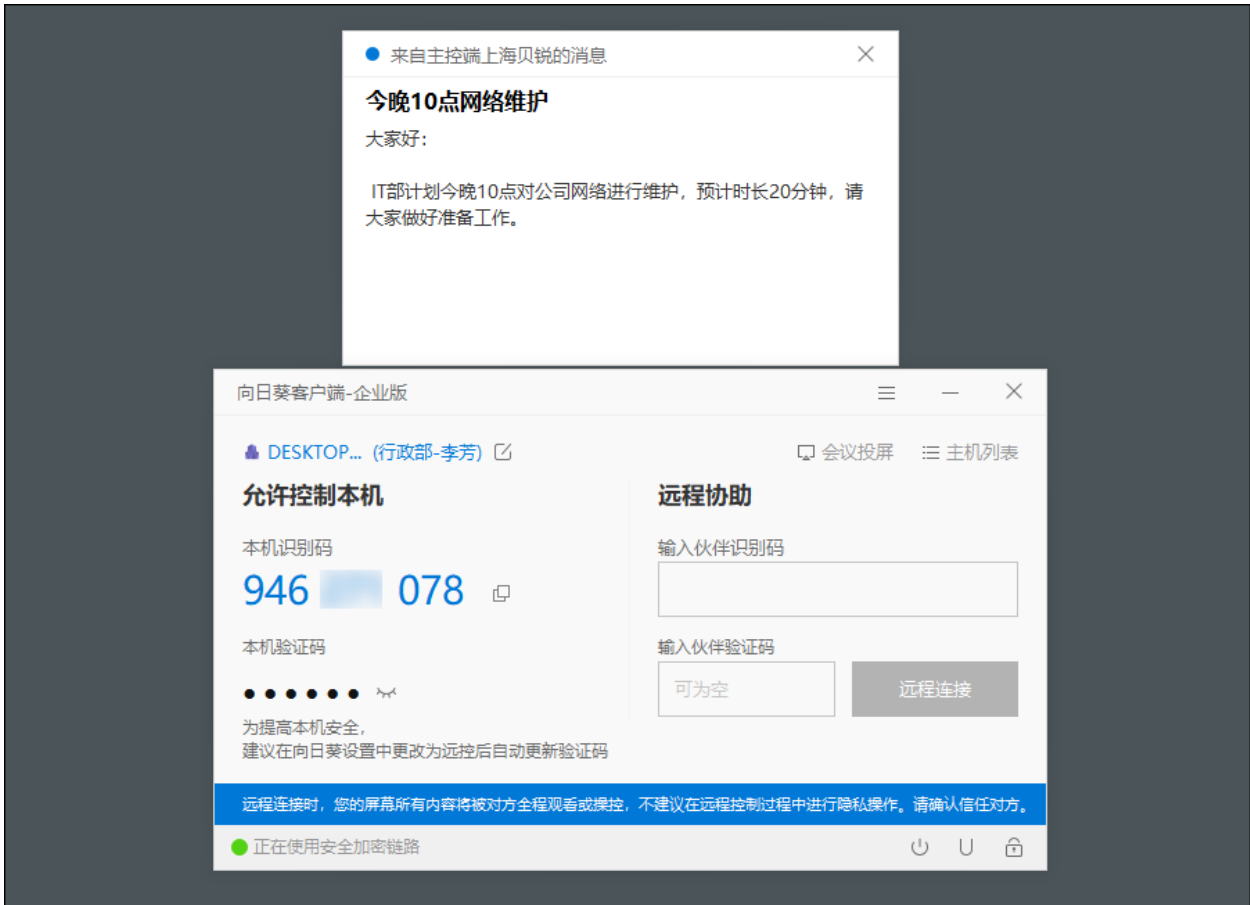 来自主控端上海贝锐的消息
今晚10点网络维护
大家好：
IT部计划今晚10点对公司网络进行维护，预计时长20分钟，请
大家做好准备工作。
向日葵客户端-企业版
DESKTOP... (行政部-李芳)
会议投屏
主机列表
允许控制本机
本机识别码
946 078
本机验证码
为提高本机安全，
建议在向日葵设置中更改为远控后自动更新验证码
远程协助
输入伙伴识别码
输入伙伴验证码
可为空
远程连接
远程连接时，您的屏幕所有内容将被对方全程观看或操控，不建议在远程控制过程中进行隐私操作。请确认信任对方。
正在使用安全加密链路